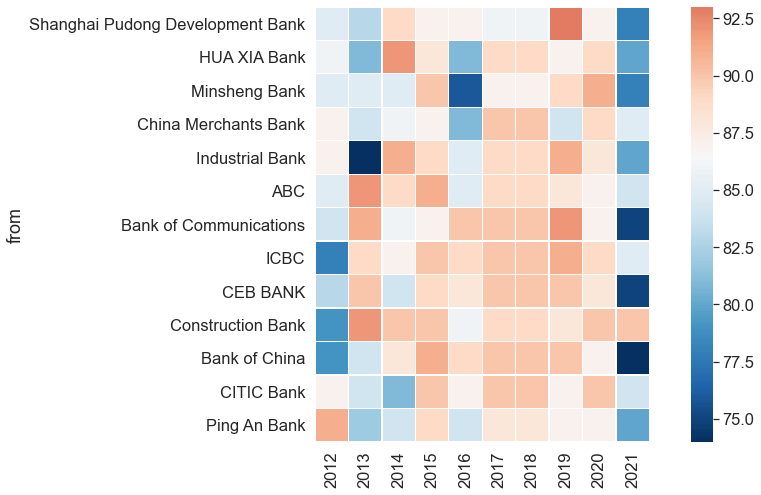 from
Shanghai Pudong Development Bank
HUA XIA Bank
Minsheng Bank
China Merchants Bank
Industrial Bank
ABC
Bank of Communications
ICBC
CEB BANK
Construction Bank
Bank of China
CITIC Bank
Ping An Bank
2012
2013
2014
2015
2016
2017
2018
2019
2020
2021
92.5
90.0
87.5
85.0
82.5
80.0
77.5
75.0